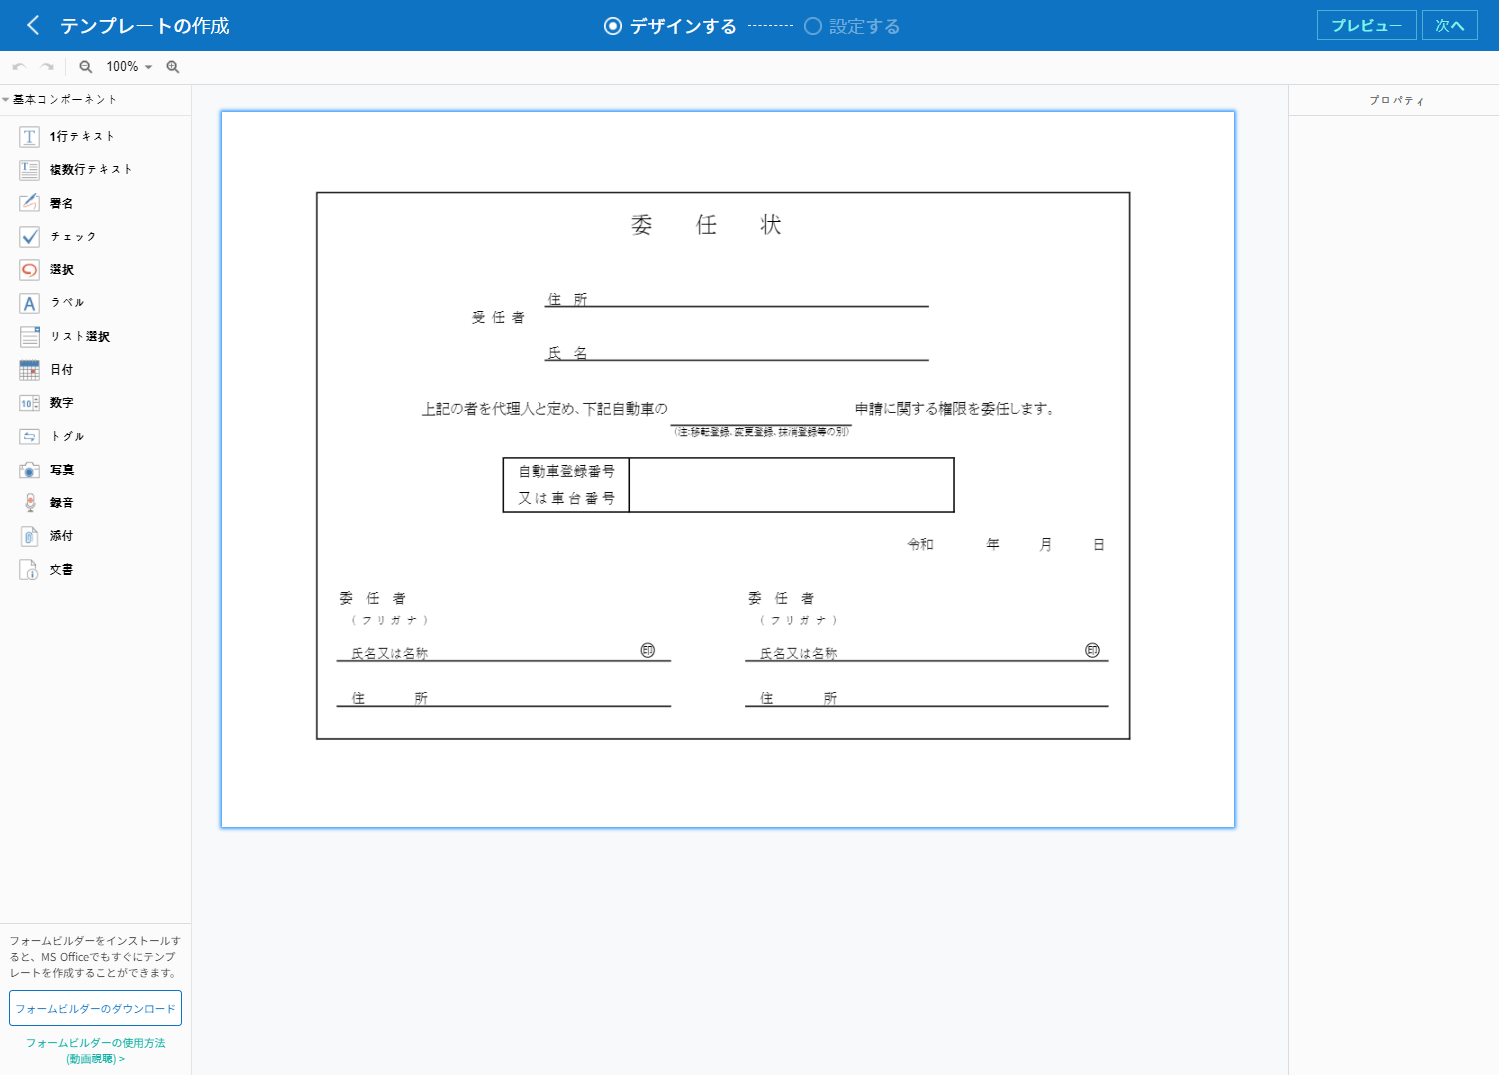 テンプレートの作成
デザインする
設定する
プレビュー
次へ
100%
基本コンポーネント
プロパティ
1行テキスト
複数行テキスト
署名
チェック
選択
ラベル
リスト選択
日付
数字
トグル
写真
録音
添付
文書
フォームビルダーをインストールす
ると、MS Officeでもすぐにテンプ
レートを作成することができます。
フォームビルダーのダウンロード
フォームビルダーの使用方法
(動画視聴) >
委 任 状
住 所
受 任 者
氏 名
上記の者を代理人と定め、下記自動車の 申請に関する権限を委任します。
(注:移転登録、変更登録、抹消登録等の別)
自動車登録番号
又は車台番号
令和 年 月 日
委 任 者 委 任 者
(フリガナ) (フリガナ)
氏名又は名称 ㊞ 氏名又は名称 ㊞
住 所 住 所